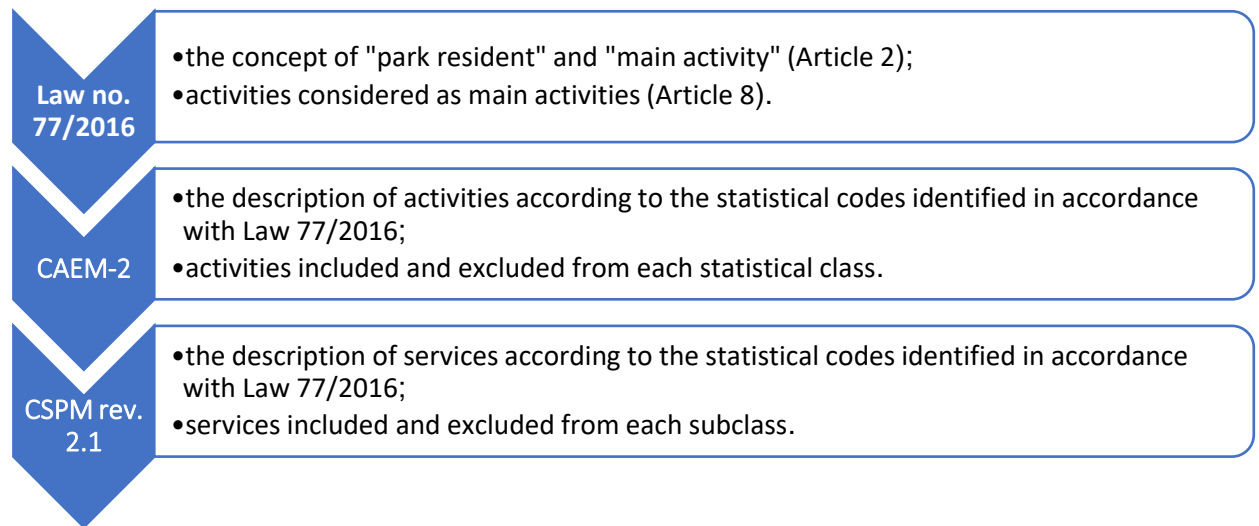 Law no.
77/2016
•the concept of "park resident" and "main activity" (Article 2);
•activities considered as main activities (Article 8).
CAEM-2
•the description of activities according to the statistical codes identified in accordance
with Law 77/2016;
•activities included and excluded from each statistical class.
CSPM rev.
2.1
•the description of services according to the statistical codes identified in accordance
with Law 77/2016;
•services included and excluded from each subclass.